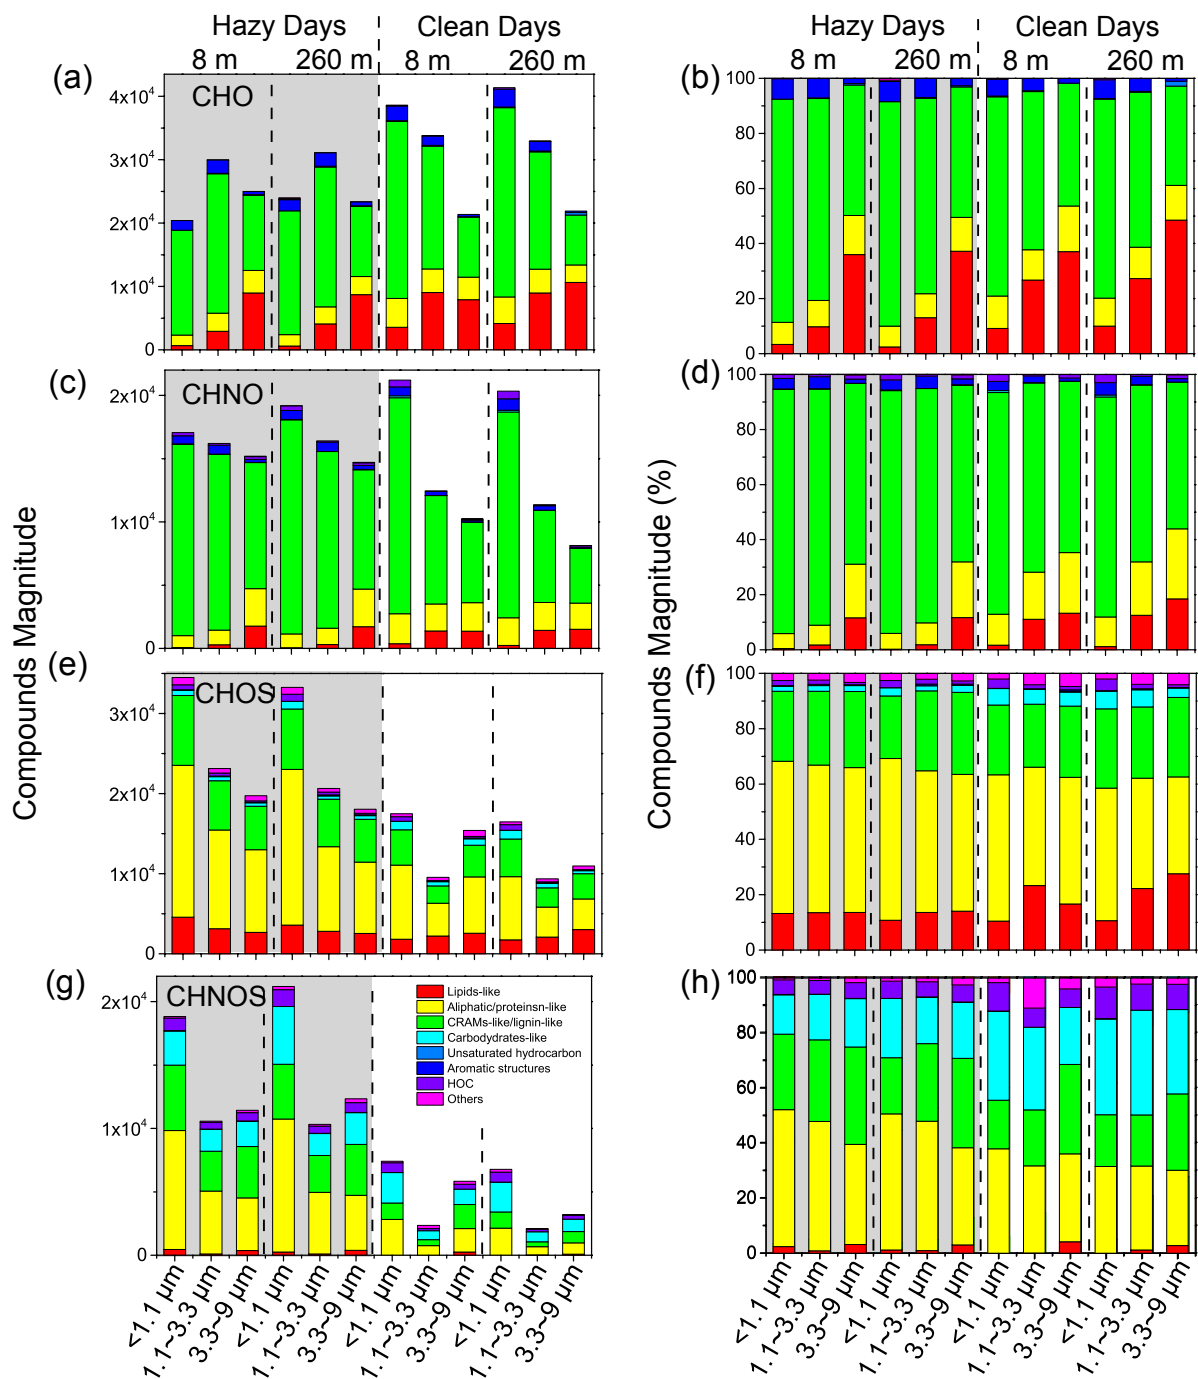 Hazy Days Clean Days
8 m 260 m 8 m 260 m
Hazy Days Clean Days
8 m 260 m 8 m 260 m
Compounds Magnitude
(a)
CHO
4x10⁴
3x10⁴
2x10⁴
1x10⁴
0
(b)
100
80
60
40
20
0
(c)
CHNO
2x10⁴
1x10⁴
0
Compounds Magnitude (%)
(d)
100
80
60
40
20
0
(e)
CHOS
3x10⁴
2x10⁴
1x10⁴
0
(f)
100
80
60
40
20
0
(g)
CHNOS
2x10⁴
1x10⁴
0
Lipids-like
Aliphatic/proteinsn-like
CRAMs-like/lignin-like
Carbodydrates-like
Unsaturated hydrocarbon
Aromatic structures
HOC
Others
(h)
100
80
60
40
20
0
<1.1 μm
1.1~3.3 μm
3.3~9 μm
<1.1 μm
1.1~3.3 μm
3.3~9 μm
<1.1 μm
1.1~3.3 μm
3.3~9 μm
<1.1 μm
1.1~3.3 μm
3.3~9 μm
<1.1 μm
1.1~3.3 μm
3.3~9 μm
<1.1 μm
1.1~3.3 μm
3.3~9 μm
<1.1 μm
1.1~3.3 μm
3.3~9 μm
<1.1 μm
1.1~3.3 μm
3.3~9 μm